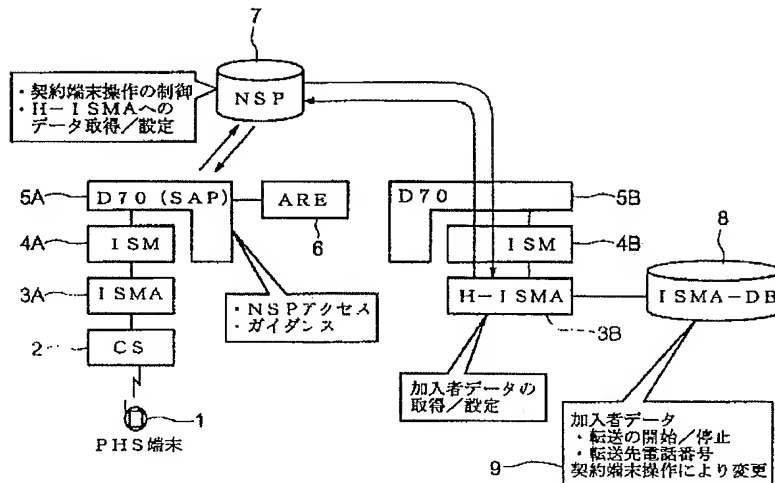 7
・契約端末操作の制御
・H-ISMAへの
データ取得／設定
NSP
5A
D70(SAP)
ARE
6
D70
5B
4A
ISM
ISM
4B
8
3A
ISMA
・NSPアクセス
・ガイダンス
H-ISMA
3B
ISMA-DB
2
CS
加入者データの
取得／設定
1
PHS端末
加入者データ
・転送の開始／停止
・転送先電話番号
契約端末操作により変更
9